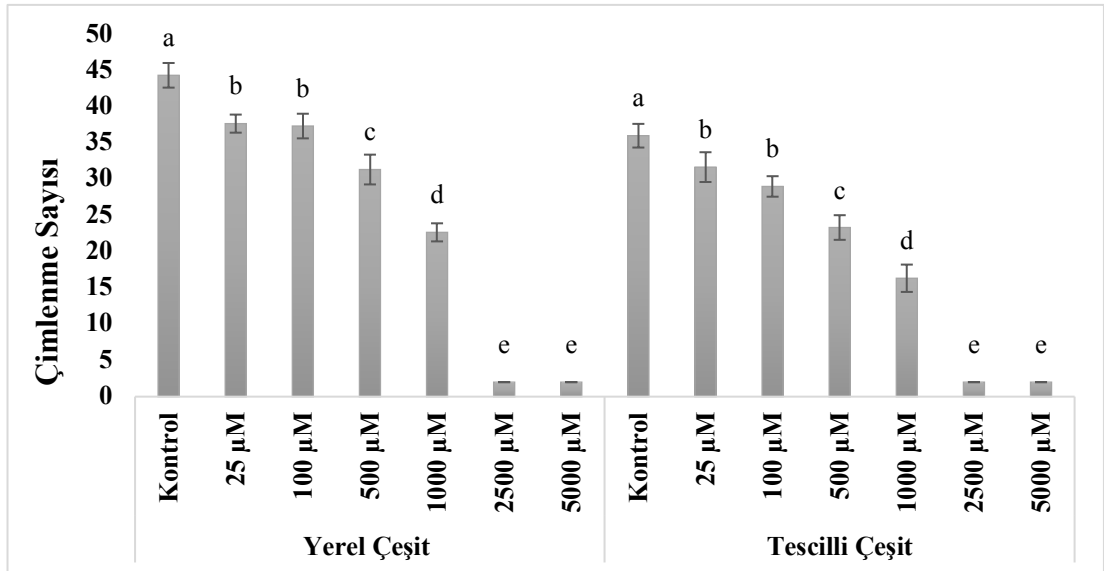 Çimlenme Sayısı
50
45
40
35
30
25
20
15
10
5
0
a
b
b
c
d
e
e
a
b
b
c
d
e
e
Kontrol
25 µM
100 µM
500 µM
1000 µM
2500 µM
5000 µM
Kontrol
25 µM
100 µM
500 µM
1000 µM
2500 µM
5000 µM
Yerel Çeşit
Tescilli Çeşit